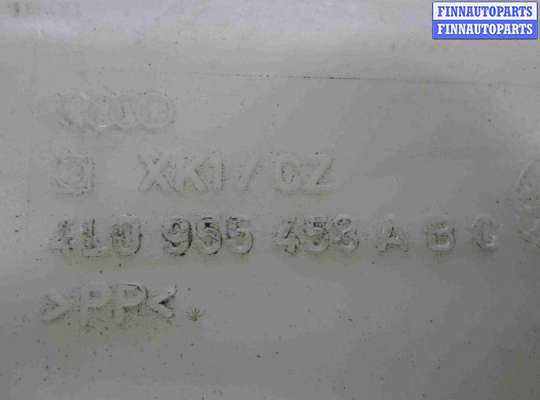 FINNAUTOPARTS
FINNAUTOPARTS
XK1/CZ
4L0 955 453 A B C
>PP<